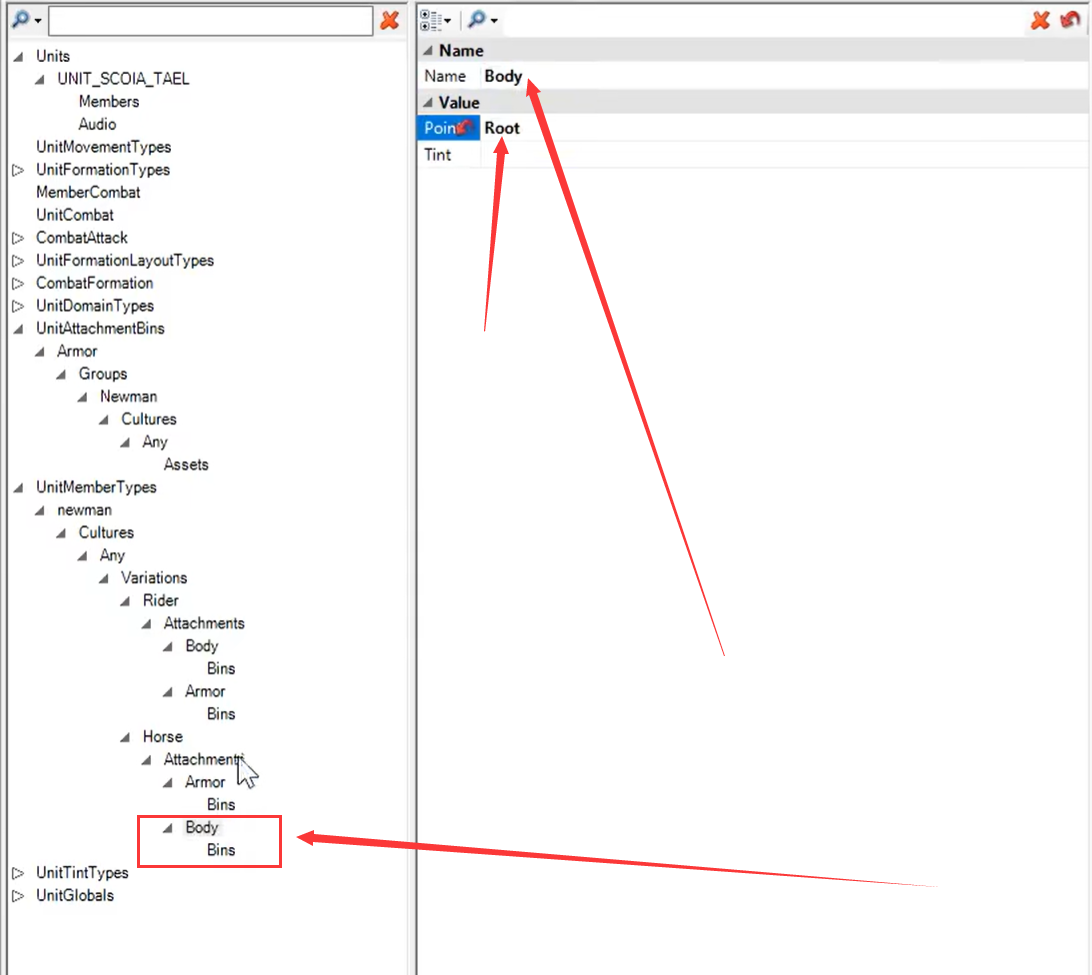 Units
UNIT_SCOIA_TAEL
Members
Audio
UnitMovementTypes
UnitFormationTypes
MemberCombat
UnitCombat
CombatAttack
UnitFormationLayoutTypes
CombatFormation
UnitDomainTypes
UnitAttachmentBins
Armor
Groups
Newman
Cultures
Any
Assets
UnitMemberTypes
newman
Cultures
Any
Variations
Rider
Attachments
Body
Bins
Armor
Bins
Horse
Attachments
Armor
Bins
Body
Bins
UnitTintTypes
UnitGlobals
Name
Name Body
Value
Poin Root
Tint